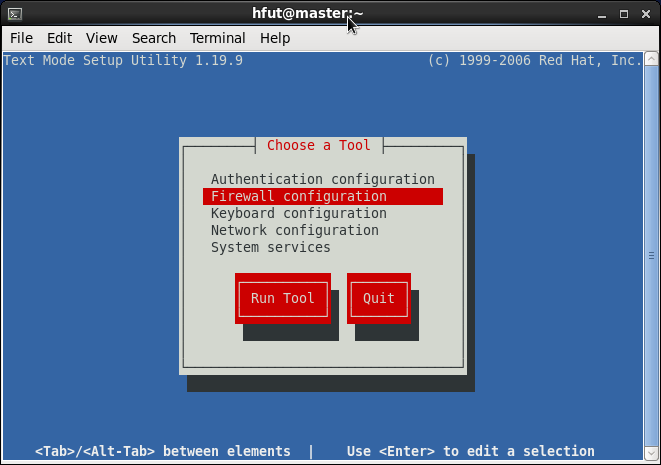 hfut@master:~
File Edit View Search Terminal Help
Text Mode Setup Utility 1.19.9 (c) 1999-2006 Red Hat, Inc.
Choose a Tool
Authentication configuration
Firewall configuration
Keyboard configuration
Network configuration
System services
Run Tool Quit
<Tab>/<Alt-Tab> between elements | Use <Enter> to edit a selection